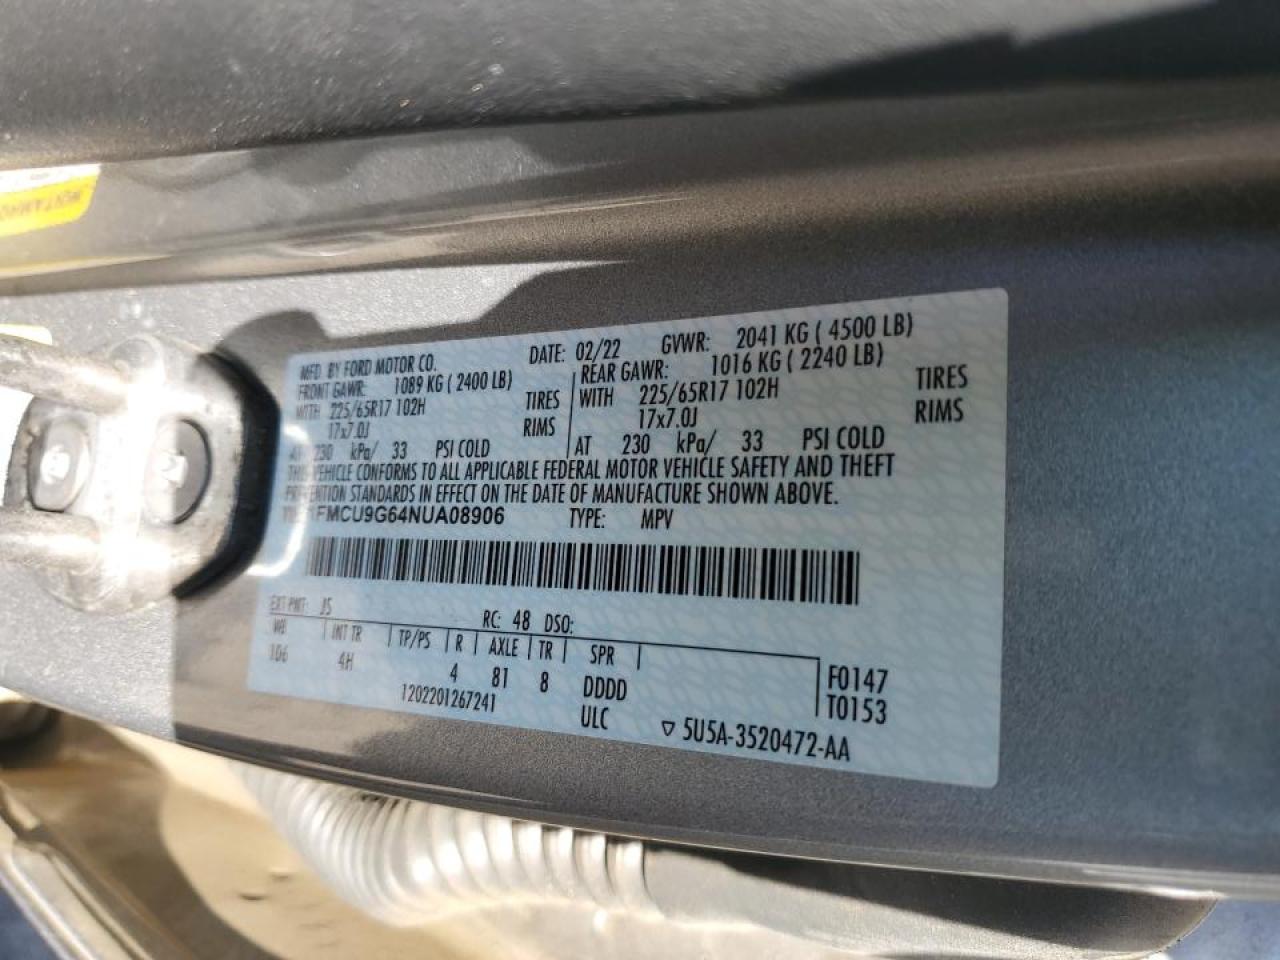 MFD. BY FORD MOTOR CO. DATE: 02/22 GVWR: 2041 KG ( 4500 LB)
FRONT GAWR: 1089 KG ( 2400 LB) REAR GAWR: 1016 KG ( 2240 LB)
WITH 225/65R17 102H TIRES WITH 225/65R17 102H TIRES
17x7.0J RIMS 17x7.0J RIMS
AT 230 kPa/ 33 PSI COLD AT 230 kPa/ 33 PSI COLD
THIS VEHICLE CONFORMS TO ALL APPLICABLE FEDERAL MOTOR VEHICLE SAFETY AND THEFT
PREVENTION STANDARDS IN EFFECT ON THE DATE OF MANUFACTURE SHOWN ABOVE.
1FMCU9G64NUA08906 TYPE: MPV
EXT PNT: J5 RC: 48 DSO:
WB INT TR TP/PS R AXLE TR SPR
106 4H 4 81 8 DDDD F0147
1202201267241 ULC T0153
▽ 5U5A-3520472-AA